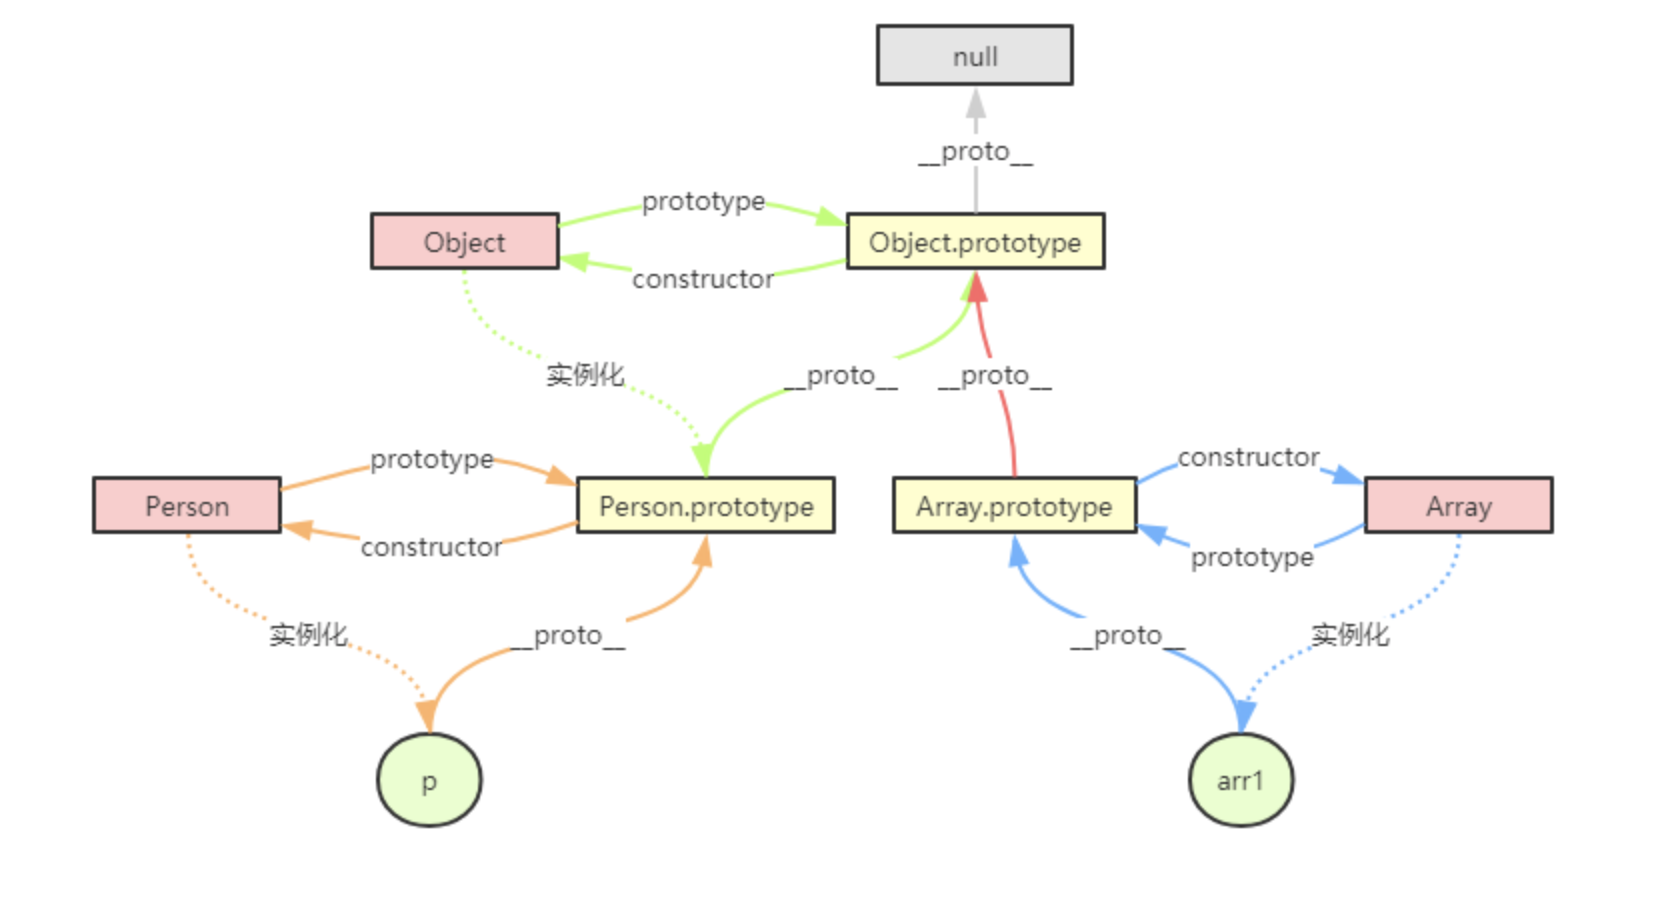 null
__proto__
prototype
Object
Object.prototype
constructor
实例化
__proto__
__proto__
prototype
constructor
Person
Person.prototype
Array.prototype
Array
constructor
prototype
实例化
__proto__
__proto__
实例化
p
arr1